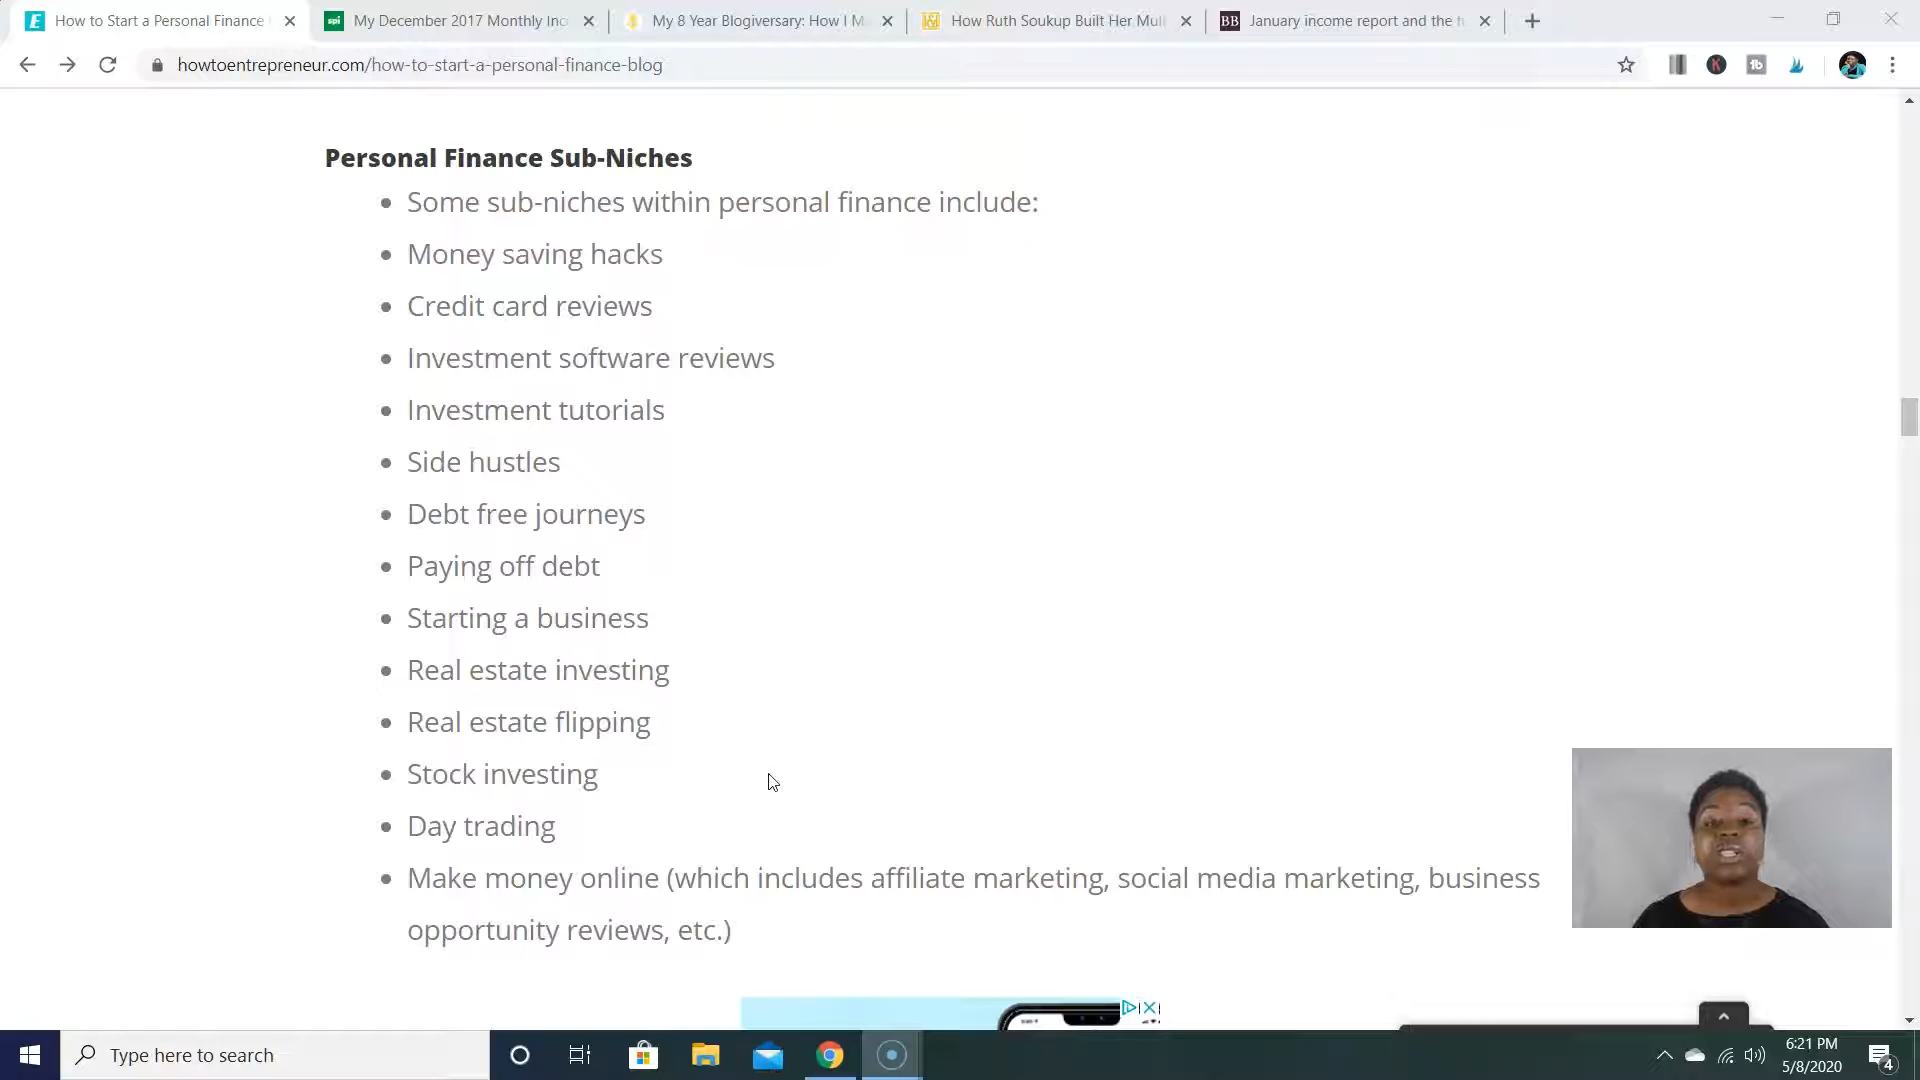 How to Start a Personal Finance
My December 2017 Monthly Inc
My 8 Year Blogiversary: How I M
How Ruth Soukup Built Her Mul
BB
January income report and the
howtoentrepreneur.com/how-to-start-a-personal-finance-blog
Personal Finance Sub-Niches
Some sub-niches within personal finance include:
Money saving hacks
Credit card reviews
Investment software reviews
Investment tutorials
Side hustles
Debt free journeys
Paying off debt
Starting a business
Real estate investing
Real estate flipping
Stock investing
Day trading
Make money online (which includes affiliate marketing, social media marketing, business
opportunity reviews, etc.)
Type here to search
6:21 PM
5/8/2020
4